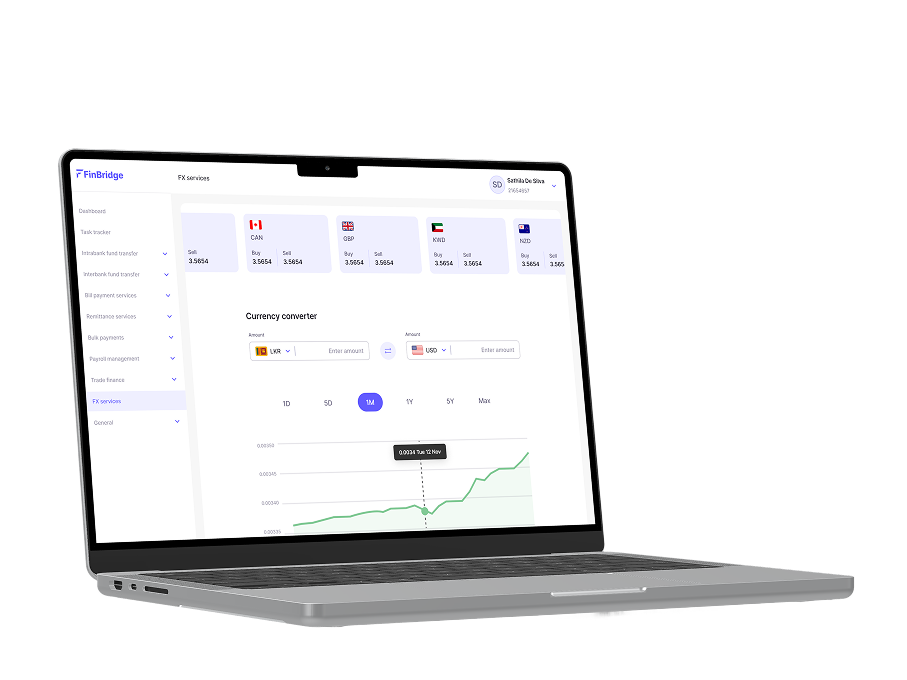 FinBridge
FX services
SD
Sathila De Silva
21654657
Dashboard
Task tracker
Intrabank fund transfer
Interbank fund transfer
Bill payment services
Remittance services
Bulk payments
Payroll management
Trade finance
FX services
General
Sell
3.5654
CAN
Buy Sell
3.5654 3.5654
GBP
Buy Sell
3.5654 3.5654
KWD
Buy Sell
3.5654 3.5654
NZD
Buy Sell
3.5654 3.565
Currency converter
Amount
LKR Enter amount
Amount
USD Enter amount
1D 5D 1M 1Y 5Y Max
0.00350
0.00345
0.00340
0.00335
0.0034 Tue 12 Nov